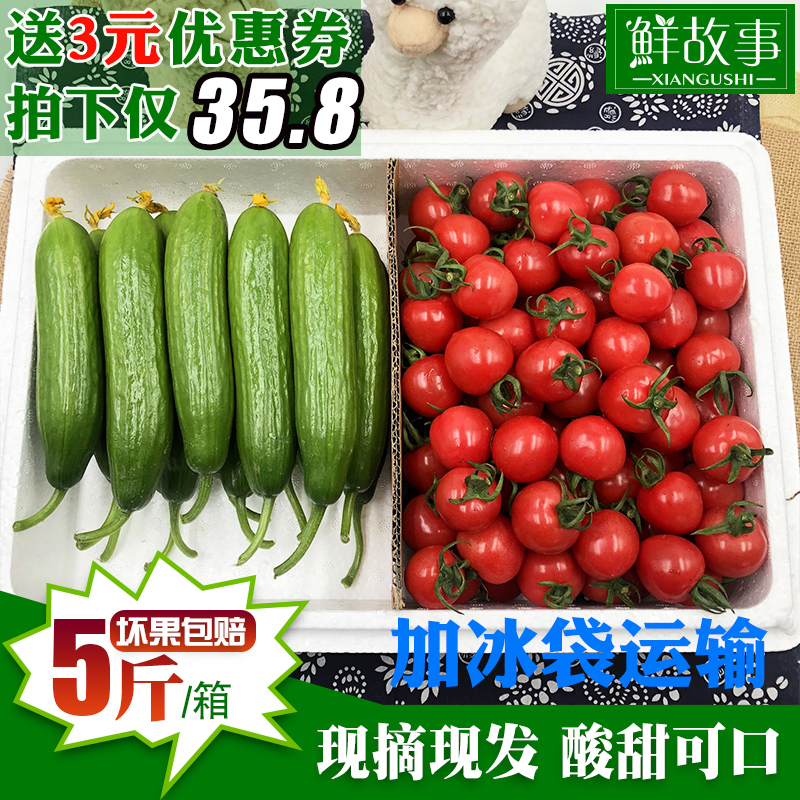 送3元优惠券
拍下仅35.8
鲜故事
XIANGUSHI
坏果包赔
5斤/箱
加冰袋运输
现摘现发 酸甜可口